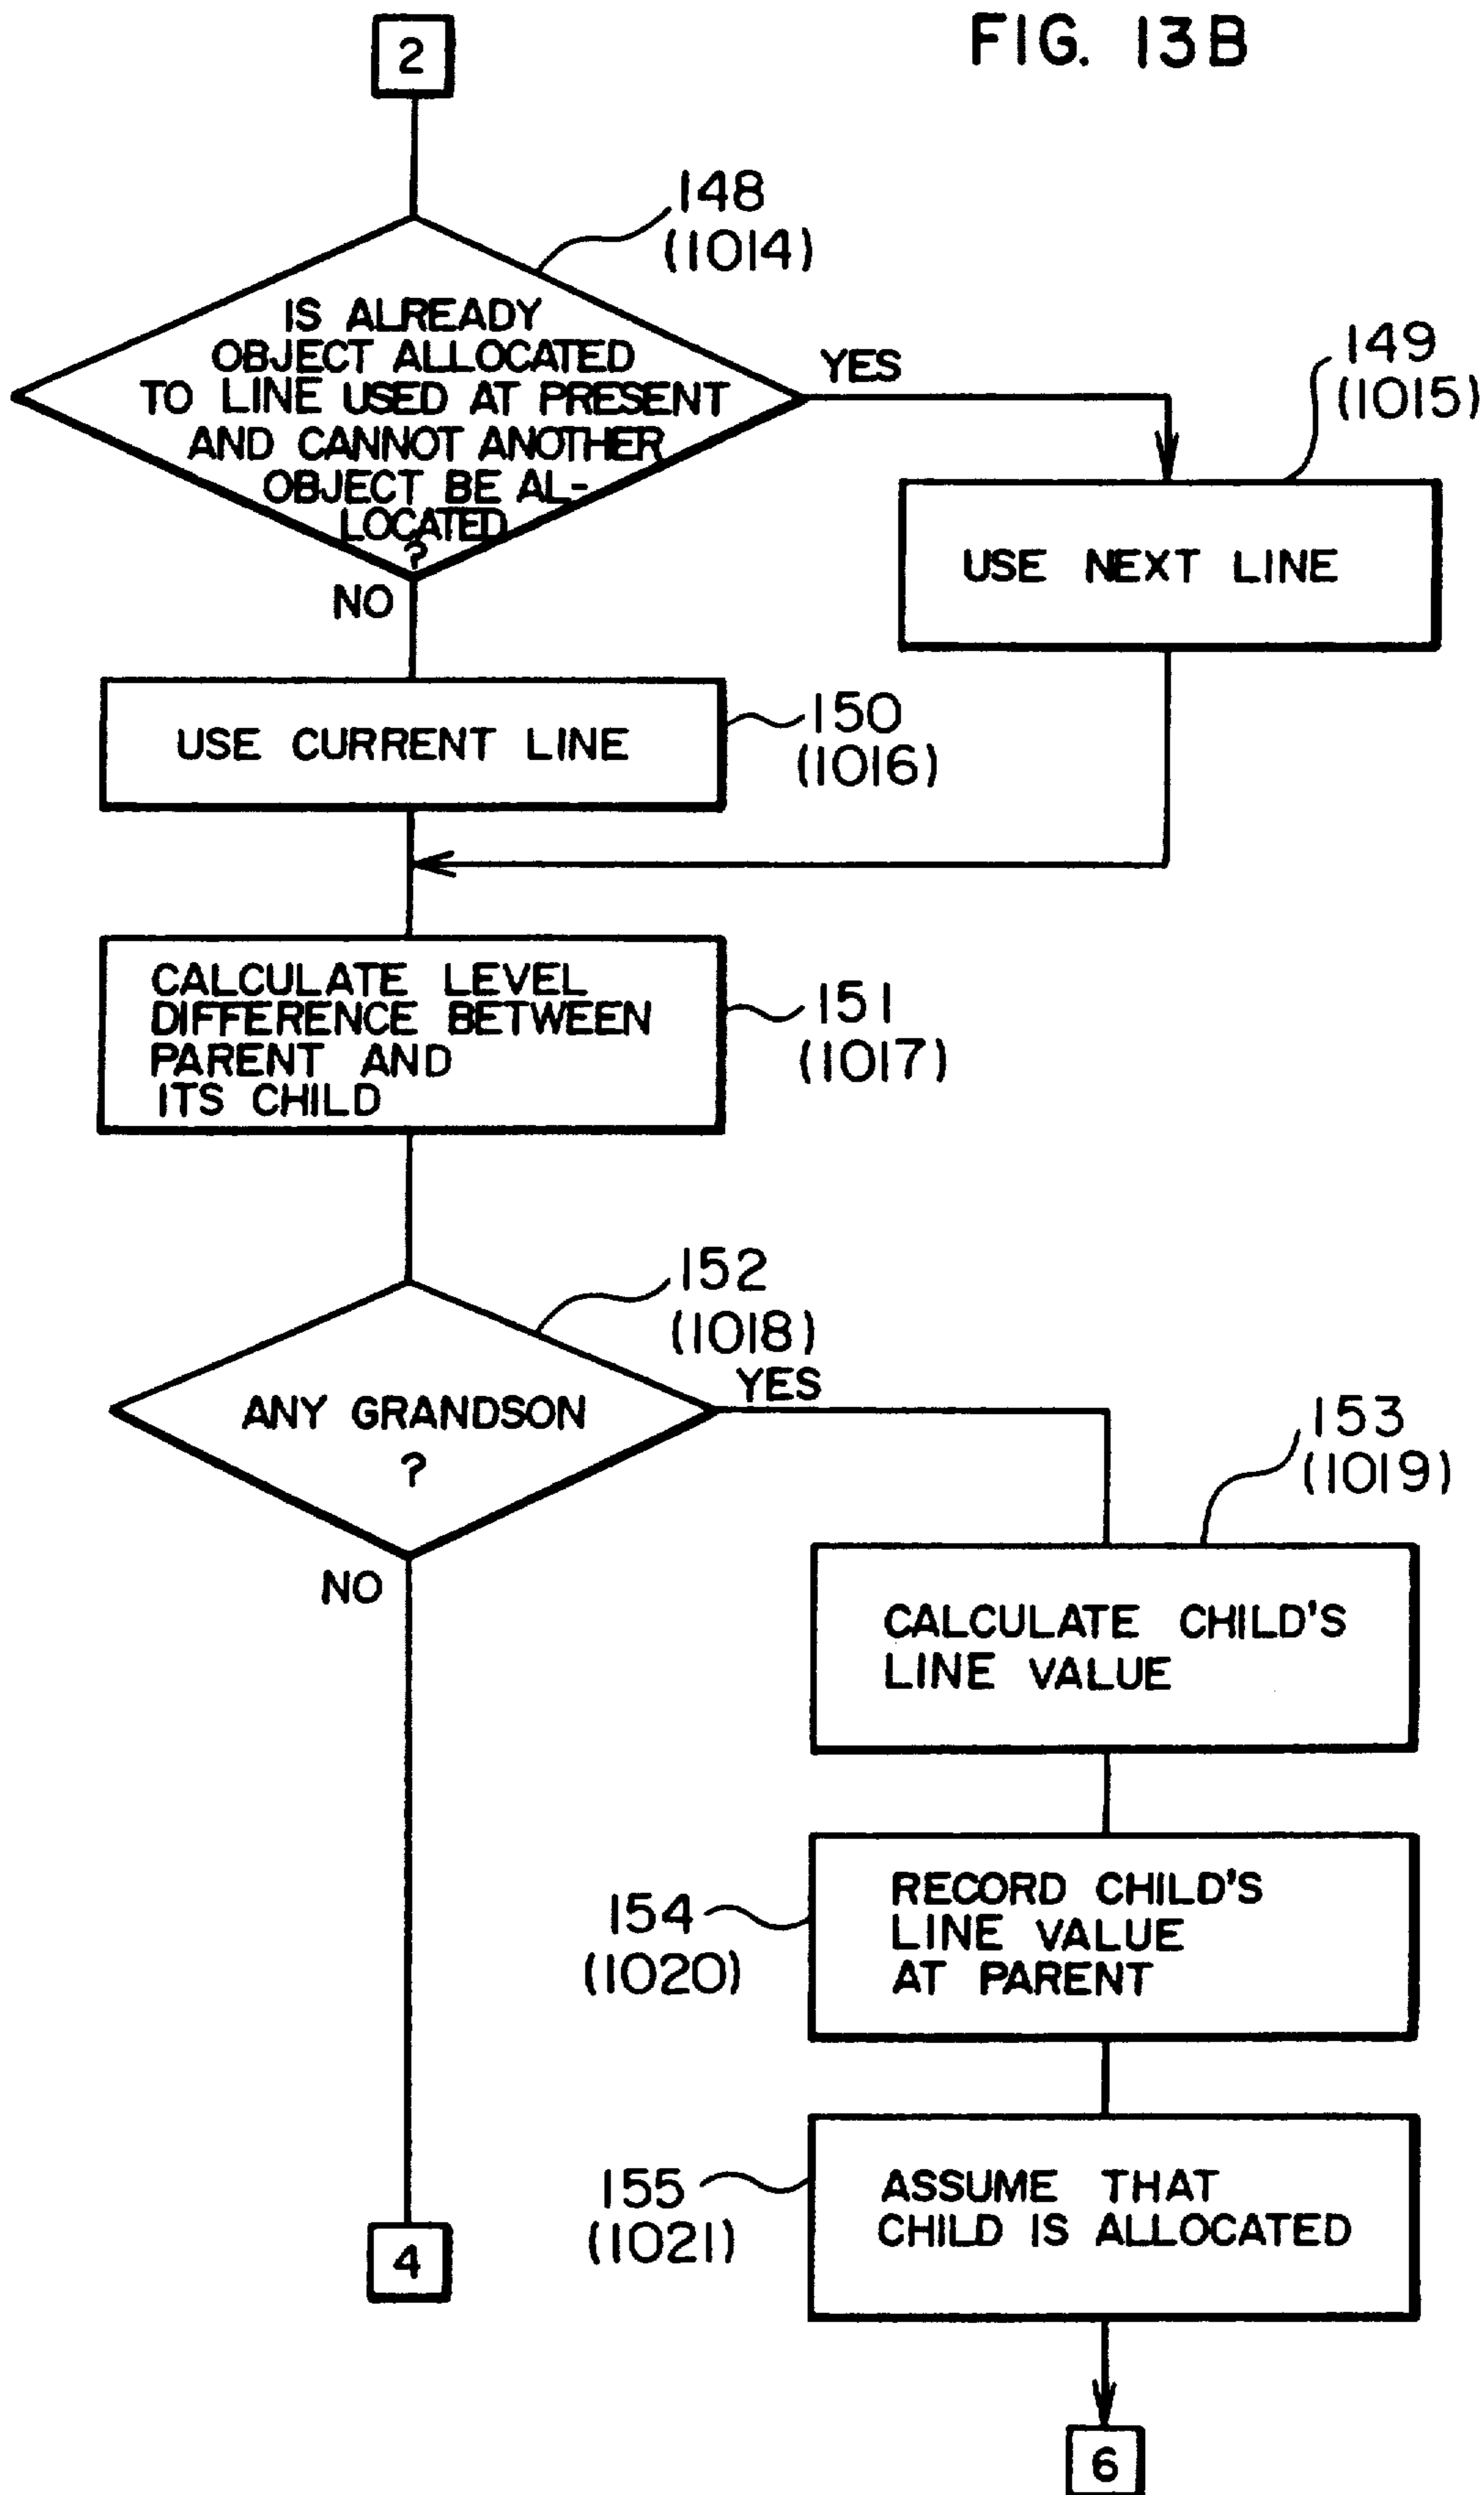 FIG. 13B
2
148
(1014)
IS ALREADY
OBJECT ALLOCATED
TO LINE USED AT PRESENT
AND CANNOT ANOTHER
OBJECT BE AL-
LOCATED
?
YES
NO
149
(1015)
USE NEXT LINE
USE CURRENT LINE
150
(1016)
CALCULATE LEVEL
DIFFERENCE BETWEEN
PARENT AND
ITS CHILD
151
(1017)
152
(1018)
ANY GRANDSON
?
YES
NO
153
(1019)
CALCULATE CHILD'S
LINE VALUE
154
(1020)
RECORD CHILD'S
LINE VALUE
AT PARENT
155
(1021)
ASSUME THAT
CHILD IS ALLOCATED
4
6